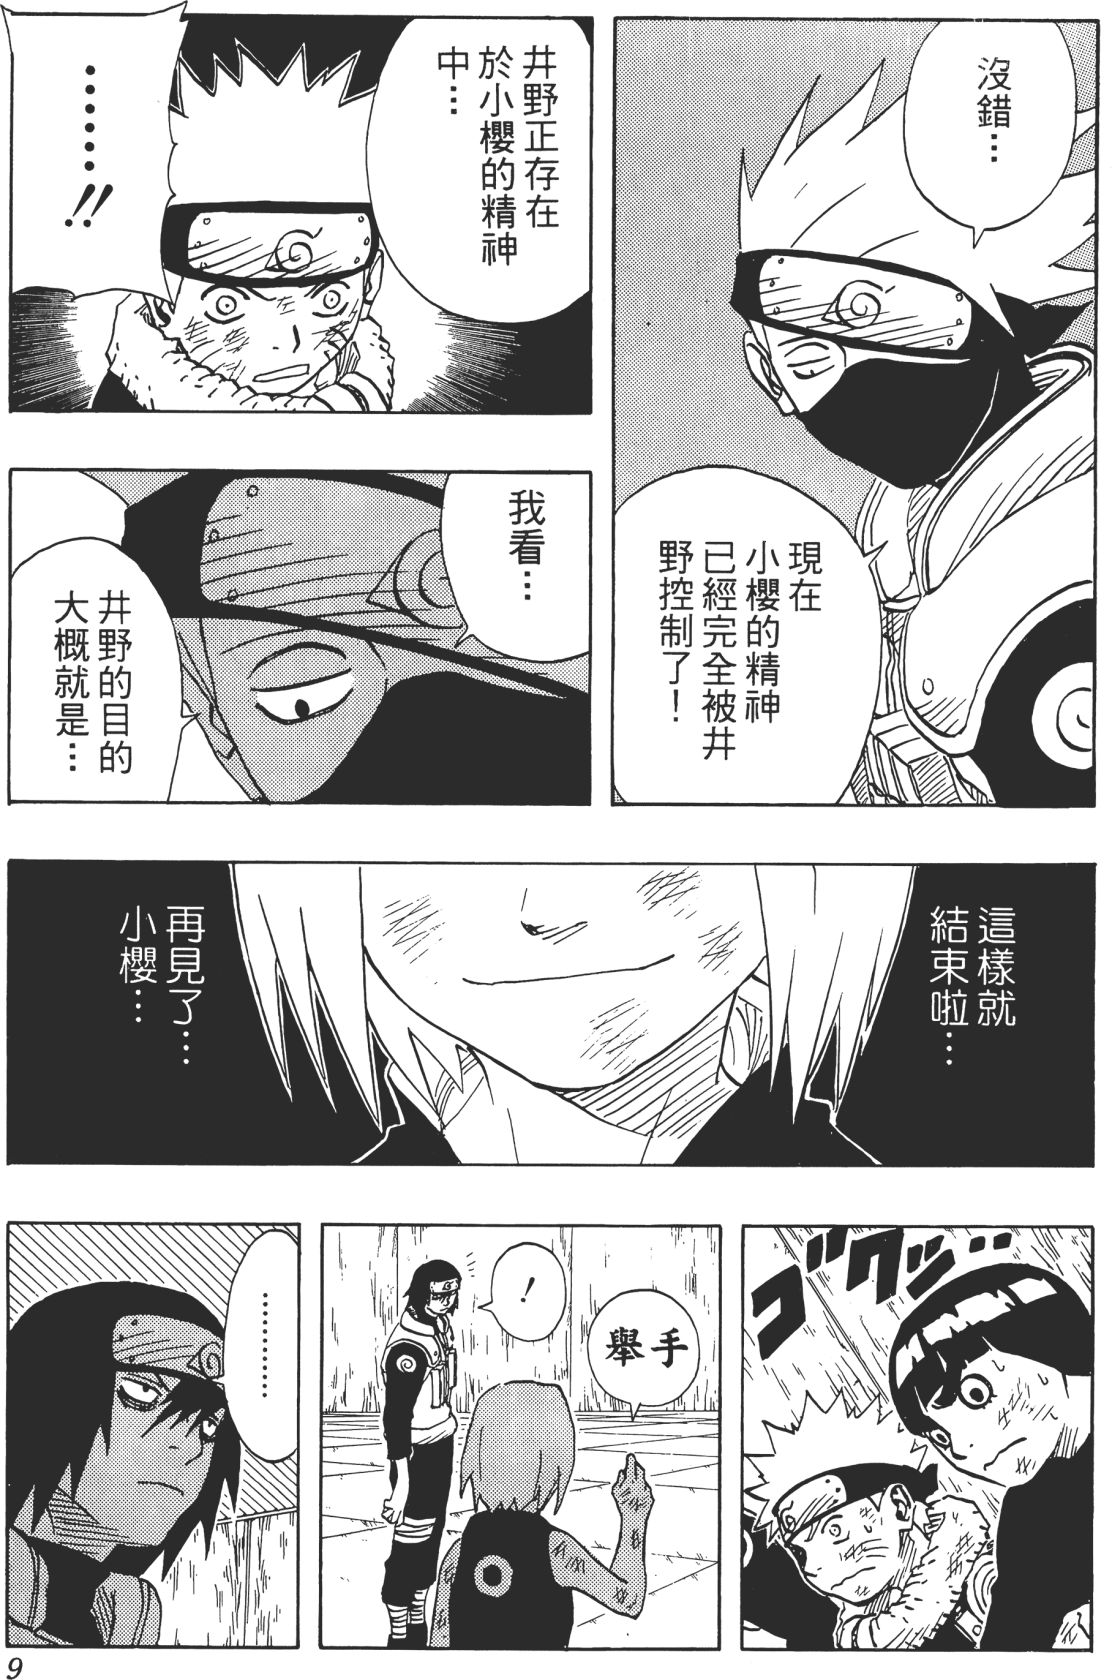 沒錯…
現在
小櫻的精神
已經完全被井
野控制了！
井野正存在
於小櫻的精神
中…
……!!
我看…
井野的目的
大概就是…
這樣就
結束啦…
再見了…
小櫻…
ゴクッ…
舉手
！
………
9